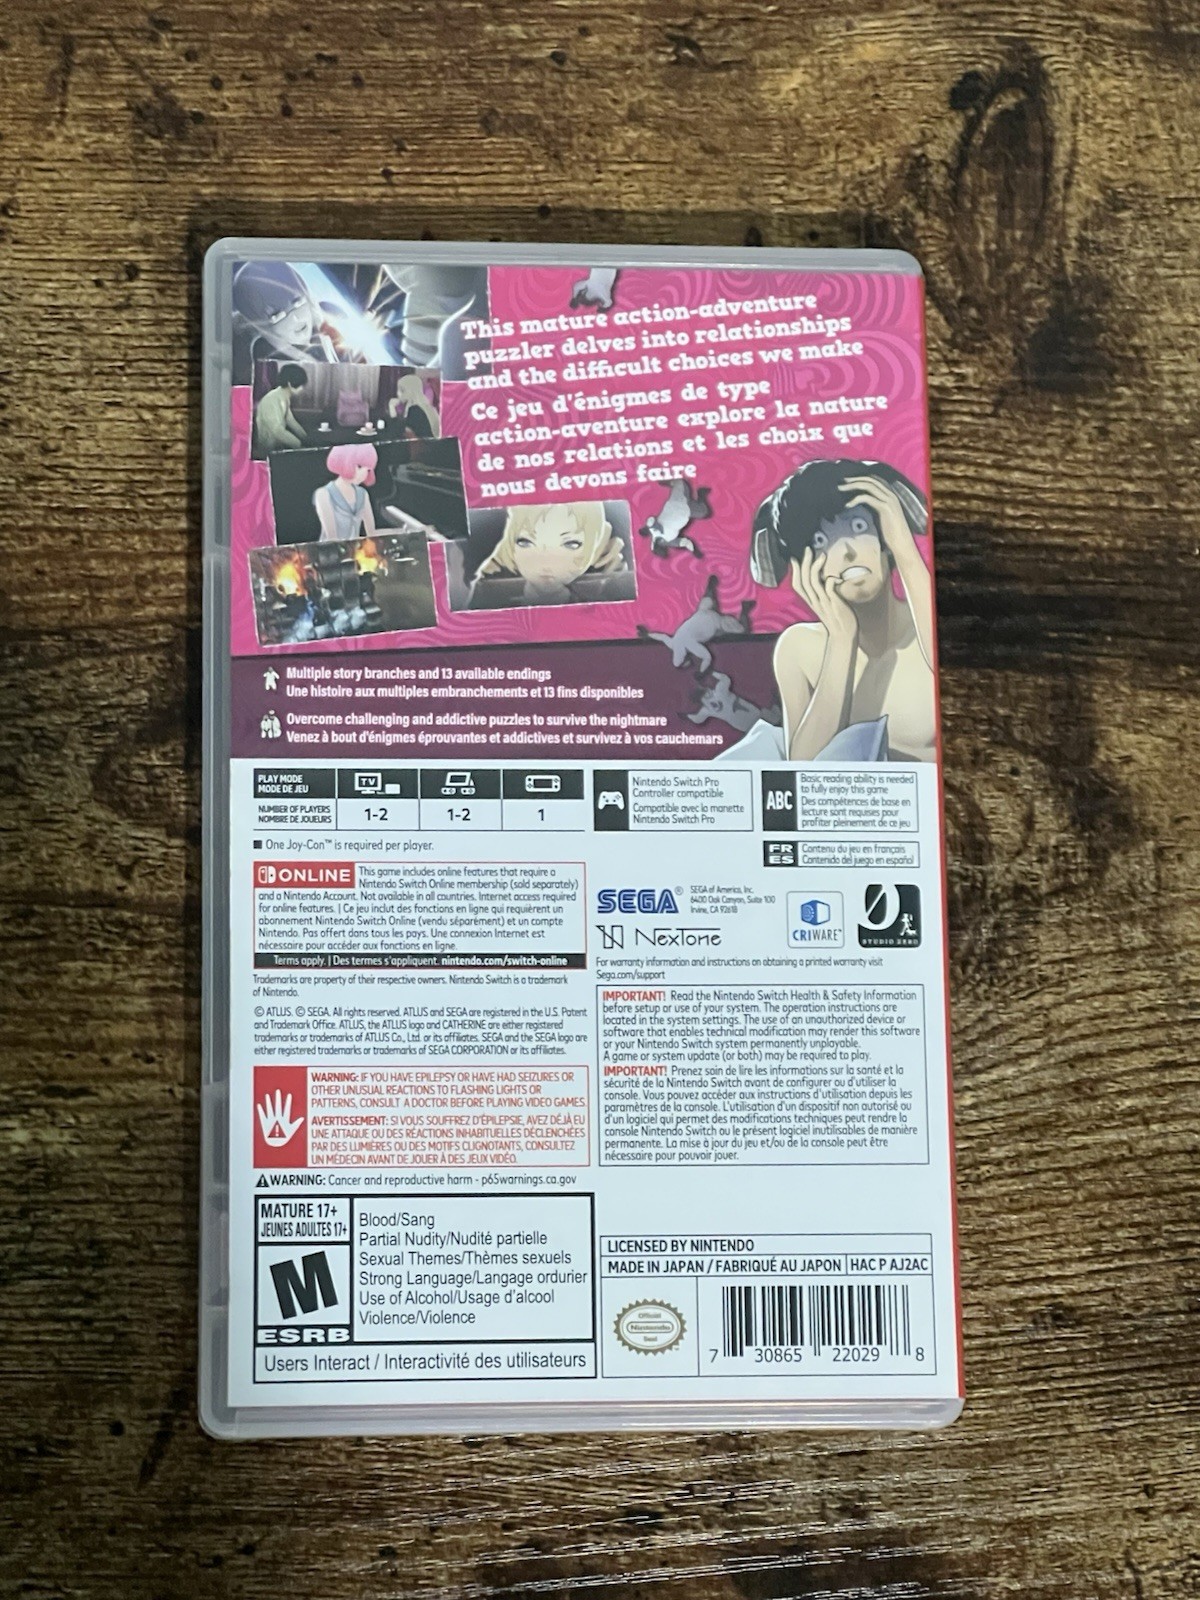 This mature action-adventure
puzzler delves into relationships
and the difficult choices we make
Ce jeu d'énigmes de type
action-aventure explore la nature
de nos relations et les choix que
nous devons faire
Multiple story branches and 13 available endings
Une histoire aux multiples embranchements et 13 fins disponibles
Overcome challenging and addictive puzzles to survive the nightmare
Venez à bout d'énigmes éprouvantes et addictives et survivez à vos cauchemars
PLAY MODE
MODE DE JEU
TV
NUMBER OF PLAYERS
NOMBRE DE JOUEURS
1-2
1-2
1
Nintendo Switch Pro
Controller compatible
Compatible avec la manette
Nintendo Switch Pro
ABC
Basic reading ability is needed
to fully enjoy this game
Des compétences de base en
lecture sont requises pour
profiter pleinement de ce jeu
One Joy-Con™ is required per player.
FR
ES
Contenu du jeu en français
Contenido del juego en español
ONLINE
This game includes online features that require a
Nintendo Switch Online membership (sold separately)
and a Nintendo Account. Not available in all countries. Internet access required
for online features. | Ce jeu inclut des fonctions en ligne qui requièrent un
abonnement Nintendo Switch Online (vendu séparément) et un compte
Nintendo. Pas offert dans tous les pays. Une connexion Internet est
nécessaire pour accéder aux fonctions en ligne.
Terms apply. | Des termes s'appliquent. nintendo.com/switch-online
SEGA®
SEGA of America, Inc.
6400 Oak Canyon, Suite 100
Irvine, CA 92618
NexTone
CRIWARE™
STUDIO ZERO
For warranty information and instructions on obtaining a printed warranty visit
Sega.com/support
Trademarks are property of their respective owners. Nintendo Switch is a trademark
of Nintendo.
© ATLUS. © SEGA. All rights reserved. ATLUS and SEGA are registered in the U.S. Patent
and Trademark Office. ATLUS, the ATLUS logo and CATHERINE are either registered
trademarks or trademarks of ATLUS Co., Ltd. or its affiliates. SEGA and the SEGA logo are
either registered trademarks or trademarks of SEGA CORPORATION or its affiliates.
IMPORTANT! Read the Nintendo Switch Health & Safety Information
before setup or use of your system. The operation instructions are
located in the system settings. The use of an unauthorized device or
software that enables technical modification may render this software
or your Nintendo Switch system permanently unplayable.
A game or system update (or both) may be required to play.
IMPORTANT! Prenez soin de lire les informations sur la santé et la
sécurité de la Nintendo Switch avant de configurer ou d'utiliser la
console. Vous pouvez accéder aux instructions d'utilisation depuis les
paramètres de la console. L'utilisation d'un dispositif non autorisé ou
d'un logiciel qui permet des modifications techniques peut rendre la
console Nintendo Switch ou le présent logiciel inutilisables de manière
permanente. La mise à jour du jeu et/ou de la console peut être
nécessaire pour pouvoir jouer.
WARNING: IF YOU HAVE EPILEPSY OR HAVE HAD SEIZURES OR
OTHER UNUSUAL REACTIONS TO FLASHING LIGHTS OR
PATTERNS, CONSULT A DOCTOR BEFORE PLAYING VIDEO GAMES.
AVERTISSEMENT: SI VOUS SOUFFREZ D'ÉPILEPSIE, AVEZ DÉJÀ EU
UNE ATTAQUE OU DES RÉACTIONS INHABITUELLES DÉCLENCHÉES
PAR DES LUMIÈRES OU DES MOTIFS CLIGNOTANTS, CONSULTEZ
UN MÉDECIN AVANT DE JOUER À DES JEUX VIDÉO.
WARNING: Cancer and reproductive harm - p65warnings.ca.gov
MATURE 17+
JEUNES ADULTES 17+
M
ESRB
Blood/Sang
Partial Nudity/Nudité partielle
Sexual Themes/Thèmes sexuels
Strong Language/Langage ordurier
Use of Alcohol/Usage d'alcool
Violence/Violence
Users Interact / Interactivité des utilisateurs
LICENSED BY NINTENDO
MADE IN JAPAN / FABRIQUÉ AU JAPON HAC P AJ2AC
Official
Nintendo
Seal
7 30865 22029 8